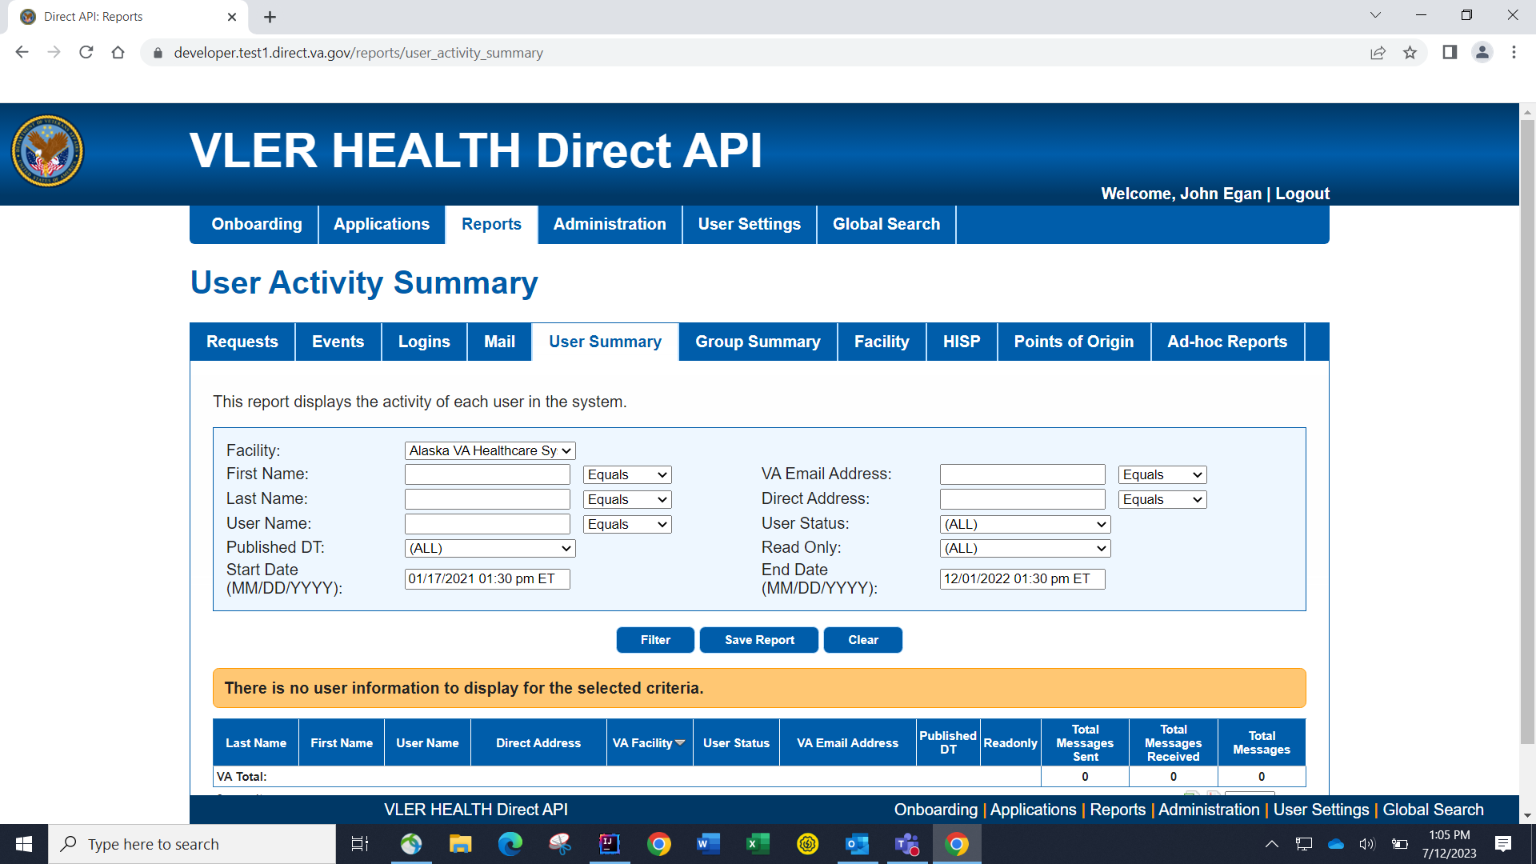 Direct API: Reports
developer.test1.direct.va.gov/reports/user_activity_summary
VLER HEALTH Direct API
Welcome, John Egan | Logout
Onboarding Applications Reports Administration User Settings Global Search
User Activity Summary
Requests Events Logins Mail User Summary Group Summary Facility HISP Points of Origin Ad-hoc Reports
This report displays the activity of each user in the system.
Facility: Alaska VA Healthcare Sy
First Name: Equals VA Email Address: Equals
Last Name: Equals Direct Address: Equals
User Name: Equals User Status: (ALL)
Published DT: (ALL) Read Only: (ALL)
Start Date (MM/DD/YYYY): 01/17/2021 01:30 pm ET End Date (MM/DD/YYYY): 12/01/2022 01:30 pm ET
Filter Save Report Clear
There is no user information to display for the selected criteria.
Last Name First Name User Name Direct Address VA Facility User Status VA Email Address Published DT Readonly Total Messages Sent Total Messages Received Total Messages
VA Total: 0 0 0
VLER HEALTH Direct API Onboarding | Applications | Reports | Administration | User Settings | Global Search
Type here to search
1:05 PM
7/12/2023